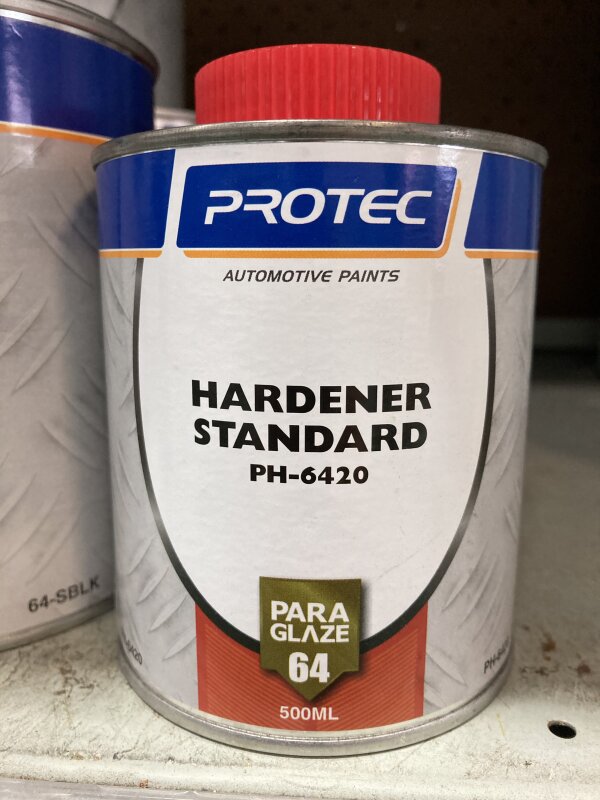 PROTEC
AUTOMOTIVE PAINTS
HARDENER
STANDARD
PH-6420
PARA
GLAZE
64
500ML
64-SBLK